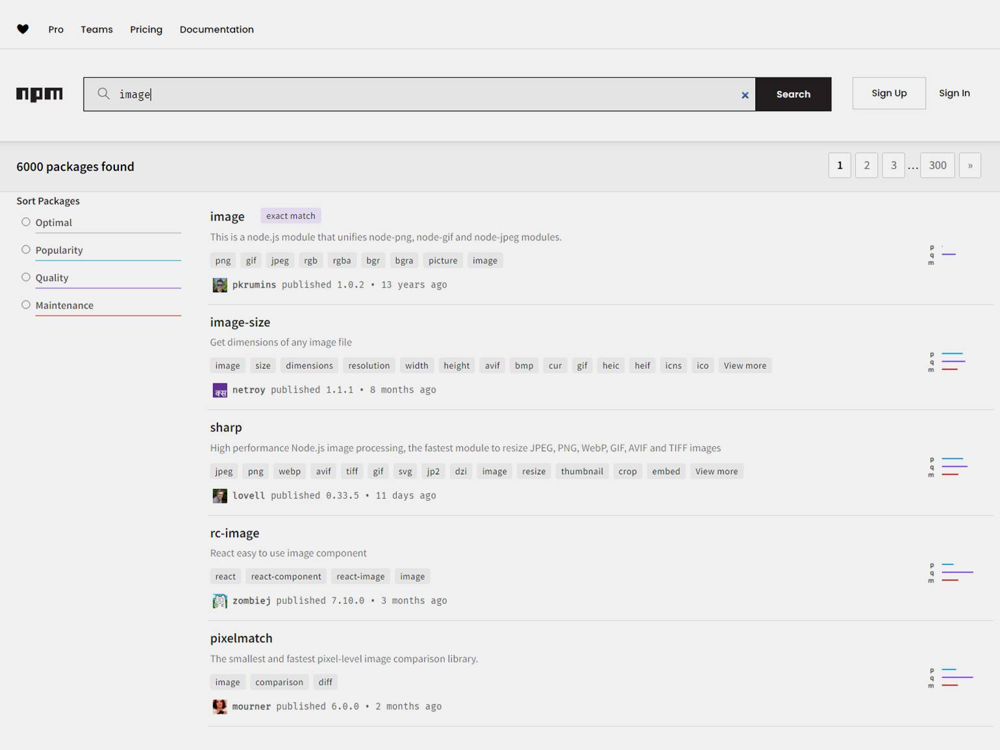 Pro Teams Pricing Documentation
npm
image
×
Search
Sign Up
Sign In
6000 packages found
1 2 3 ... 300 »
Sort Packages
Optimal
Popularity
Quality
Maintenance
image exact match
This is a node.js module that unifies node-png, node-gif and node-jpeg modules.
png gif jpeg rgb rgba bgr bgra picture image
pkrumins published 1.0.2 • 13 years ago
p
q
m
image-size
Get dimensions of any image file
image size dimensions resolution width height avif bmp cur gif heic heif icns ico View more
क्स netroy published 1.1.1 • 8 months ago
p
q
m
sharp
High performance Node.js image processing, the fastest module to resize JPEG, PNG, WebP, GIF, AVIF and TIFF images
jpeg png webp avif tiff gif svg jp2 dzi image resize thumbnail crop embed View more
lovell published 0.33.5 • 11 days ago
p
q
m
rc-image
React easy to use image component
react react-component react-image image
zombiej published 7.10.0 • 3 months ago
p
q
m
pixelmatch
The smallest and fastest pixel-level image comparison library.
image comparison diff
mourner published 6.0.0 • 2 months ago
p
q
m